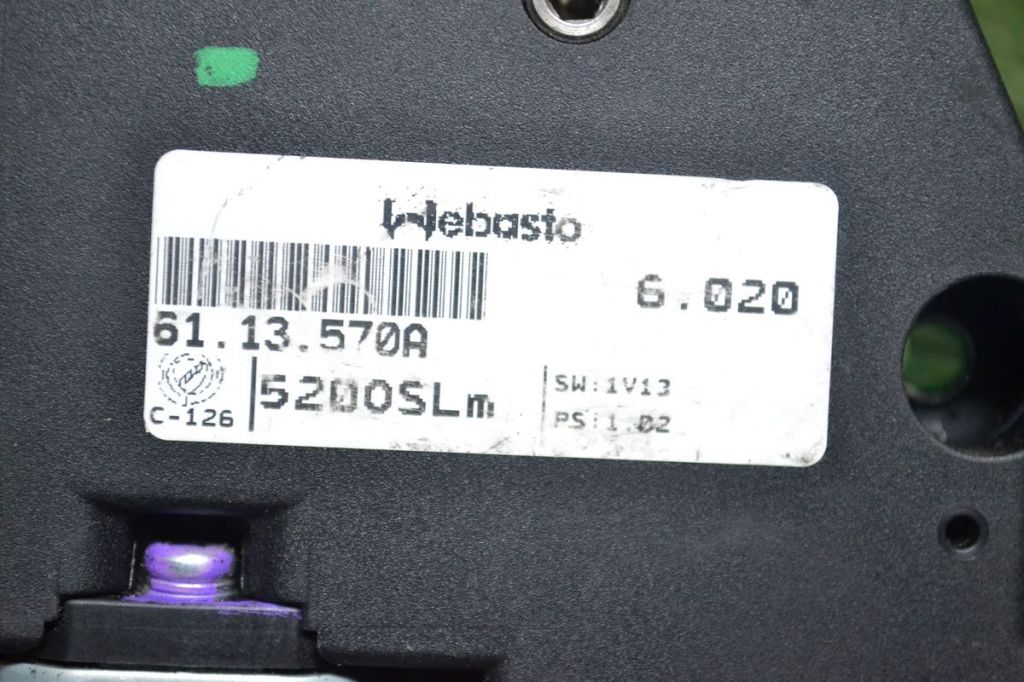 Webasto
6.020
61.13.570A
C-126
5200SLm
SW:1V13
PS:1.02